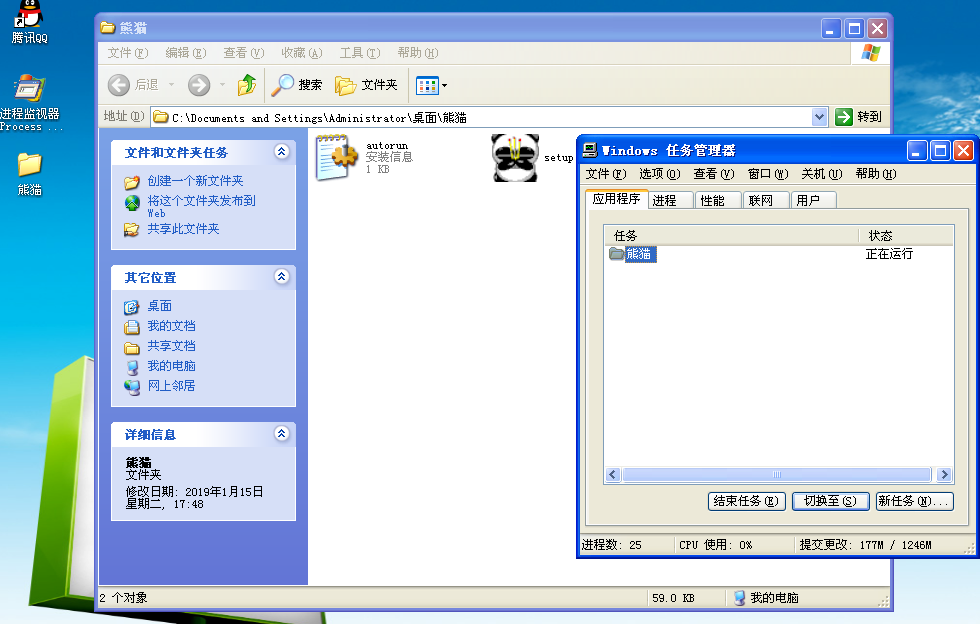 腾讯QQ
进程监视器
Process ...
熊猫
熊猫
文件(F) 编辑(E) 查看(V) 收藏(A) 工具(T) 帮助(H)
后退 搜索 文件夹
地址(D) C:\Documents and Settings\Administrator\桌面\熊猫 转到
文件和文件夹任务
创建一个新文件夹
将这个文件夹发布到
Web
共享此文件夹
其它位置
桌面
我的文档
共享文档
我的电脑
网上邻居
详细信息
熊猫
文件夹
修改日期: 2019年1月15日
星期二, 17:48
autorun
安装信息
1 KB
setup
2 个对象 59.0 KB 我的电脑
Windows 任务管理器
文件(F) 选项(O) 查看(V) 窗口(W) 关机(U) 帮助(H)
应用程序 进程 性能 联网 用户
任务 状态
熊猫 正在运行
结束任务(E) 切换至(S) 新任务(N)...
进程数: 25 CPU 使用: 0% 提交更改: 177M / 1246M